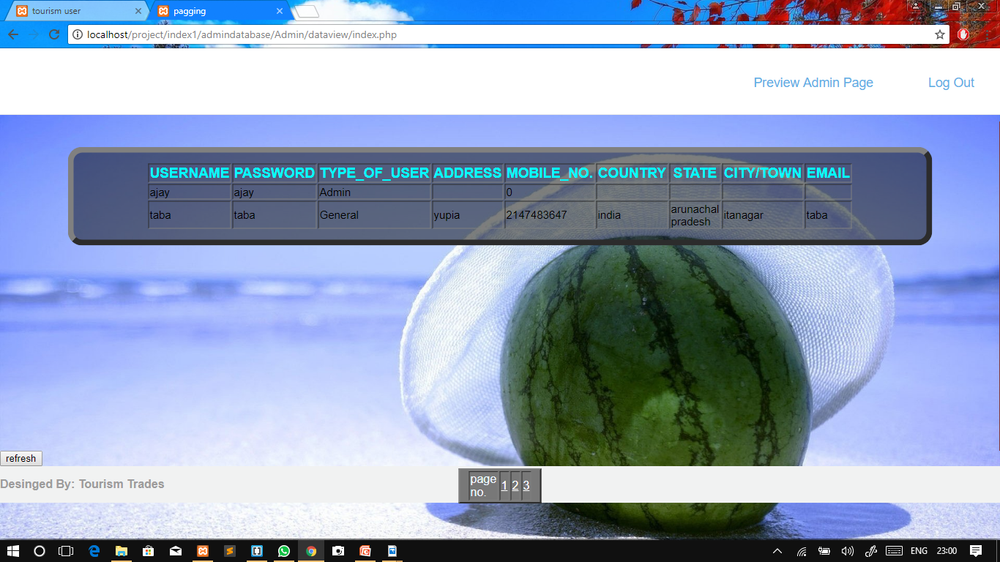 tourism user
pagging
localhost/project/index1/admindatabase/Admin/dataview/index.php
Preview Admin Page Log Out
USERNAME PASSWORD TYPE_OF_USER ADDRESS MOBILE_NO. COUNTRY STATE CITY/TOWN EMAIL
ajay ajay Admin 0
taba taba General yupia 2147483647 india arunachal pradesh itanagar taba
refresh
Desinged By: Tourism Trades
page no. 1 2 3
ENG 23:00